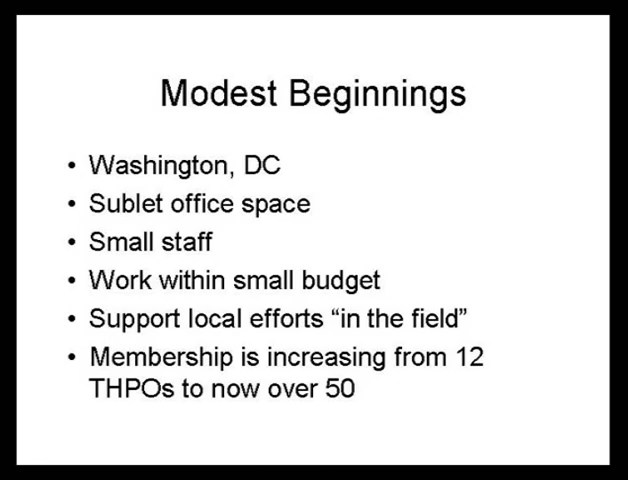 Modest Beginnings
• Washington, DC
• Sublet office space
• Small staff
• Work within small budget
• Support local efforts “in the field”
• Membership is increasing from 12
THPOs to now over 50